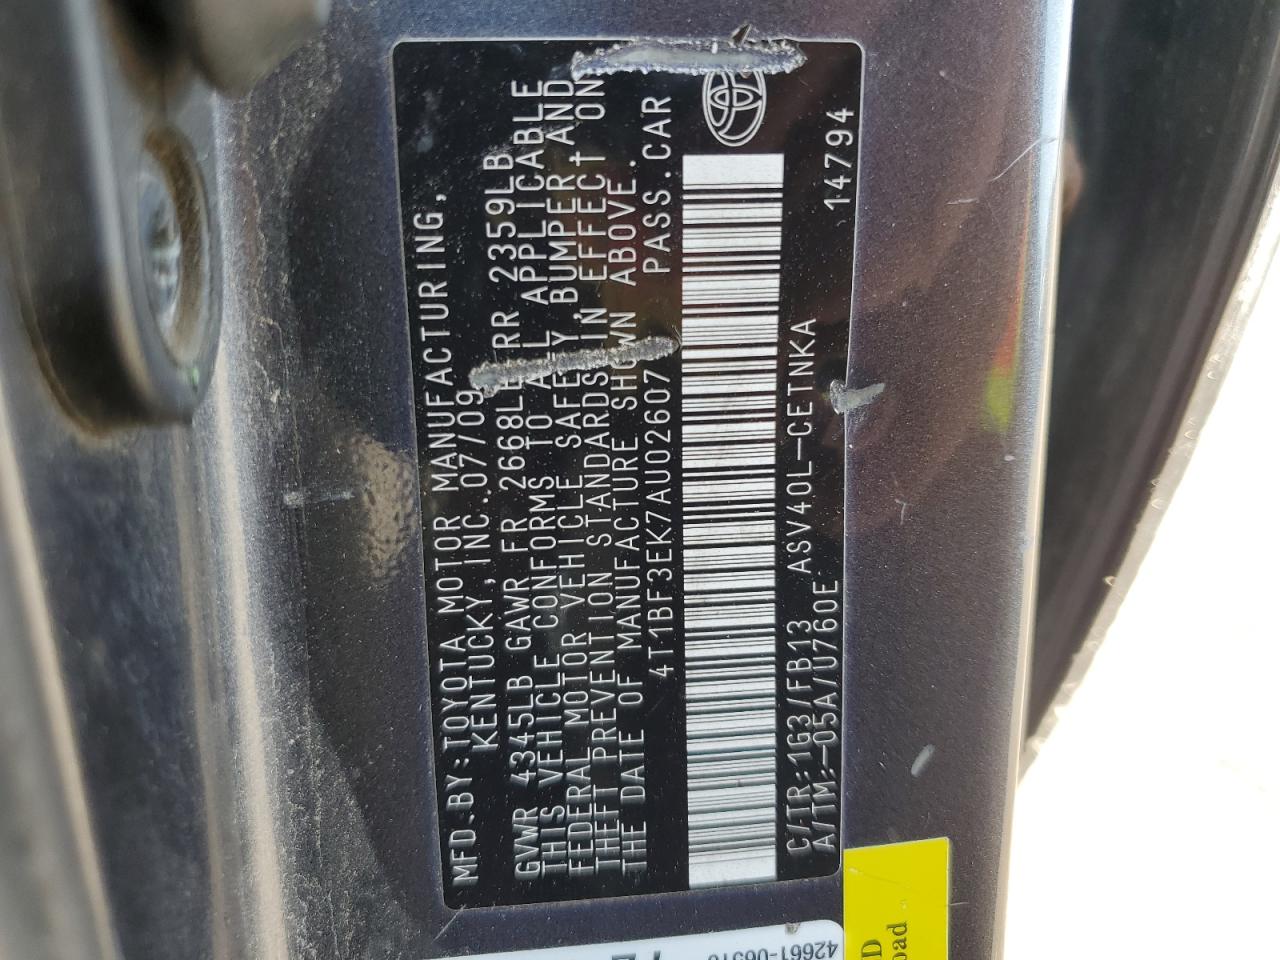 MFD.BY:TOYOTA MOTOR MANUFACTURING,
KENTUCKY,INC. 07/09
GVWR 4345LB GAWR FR 2668LB RR 2359LB
THIS VEHICLE CONFORMS TO ALL APPLICABLE
FEDERAL MOTOR VEHICLE SAFETY, BUMPER AND
THEFT PREVENTION STANDARDS IN EFFECT ON
THE DATE OF MANUFACTURE SHOWN ABOVE.
4T1BF3EK7AU02607 PASS.CAR
C/TR:1G3/FB13 ASV40L-CETNKA
A/TM:-05A/U760E 14794